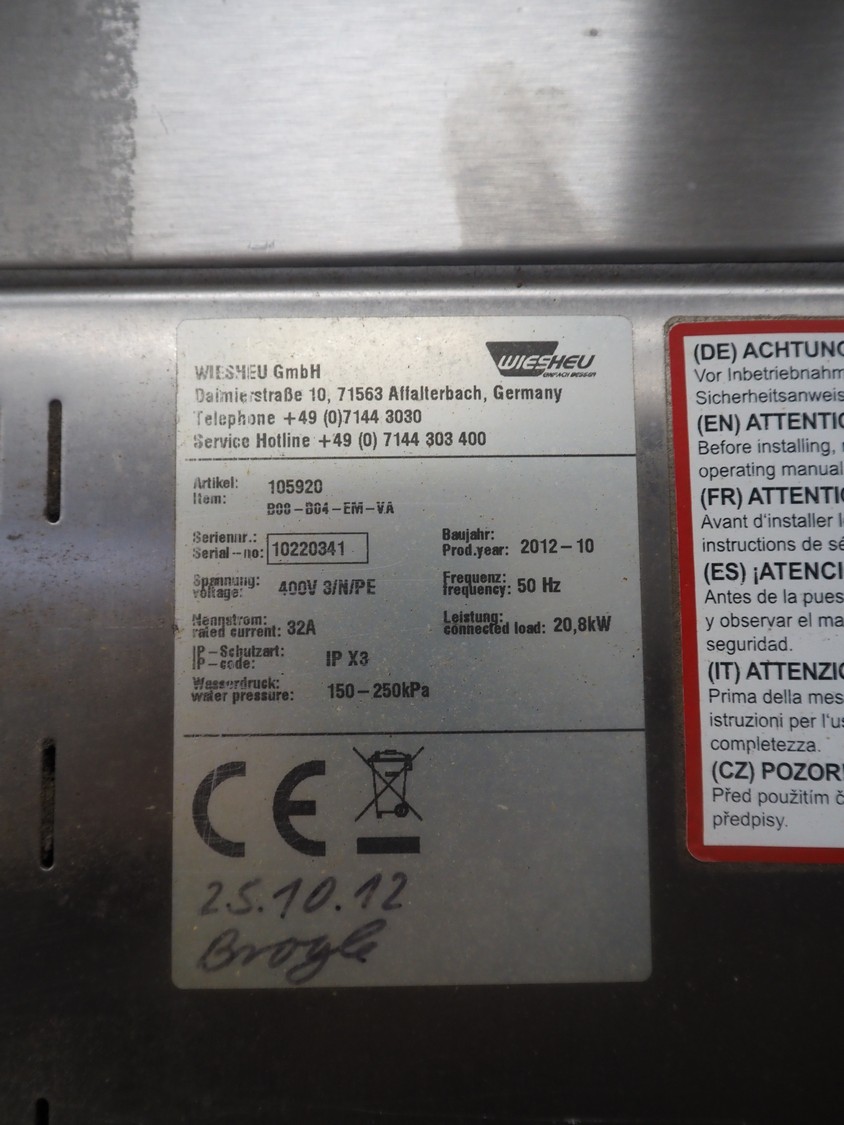 WIESHEU
EINFACH BESSER
WIESHEU GmbH
Daimlerstraße 10, 71563 Affalterbach, Germany
Telephone +49 (0)7144 3030
Service Hotline +49 (0) 7144 303 400
Artikel:
Item: 105920
B08-B04-EM-VA
Seriennr.:
Serial-no: 10220341
Baujahr:
Prod.year: 2012-10
Spannung:
voltage: 400V 3/N/PE
Frequenz:
frequency: 50 Hz
Nennstrom:
rated current: 32A
Leistung:
connected load: 20,8kW
IP-Schutzart:
IP-code: IP X3
Wasserdruck:
water pressure: 150-250kPa
CE
25.10.12
Brogle
(DE) ACHTUNG
Vor Inbetriebnahm
Sicherheitsanweis
(EN) ATTENTIO
Before installing, 
operating manual
(FR) ATTENTIO
Avant d'installer l
instructions de sé
(ES) ¡ATENCI
Antes de la pues
y observar el ma
seguridad.
(IT) ATTENZIO
Prima della mes
istruzioni per l'us
completezza.
(CZ) POZOR!
Před použitím č
předpisy.